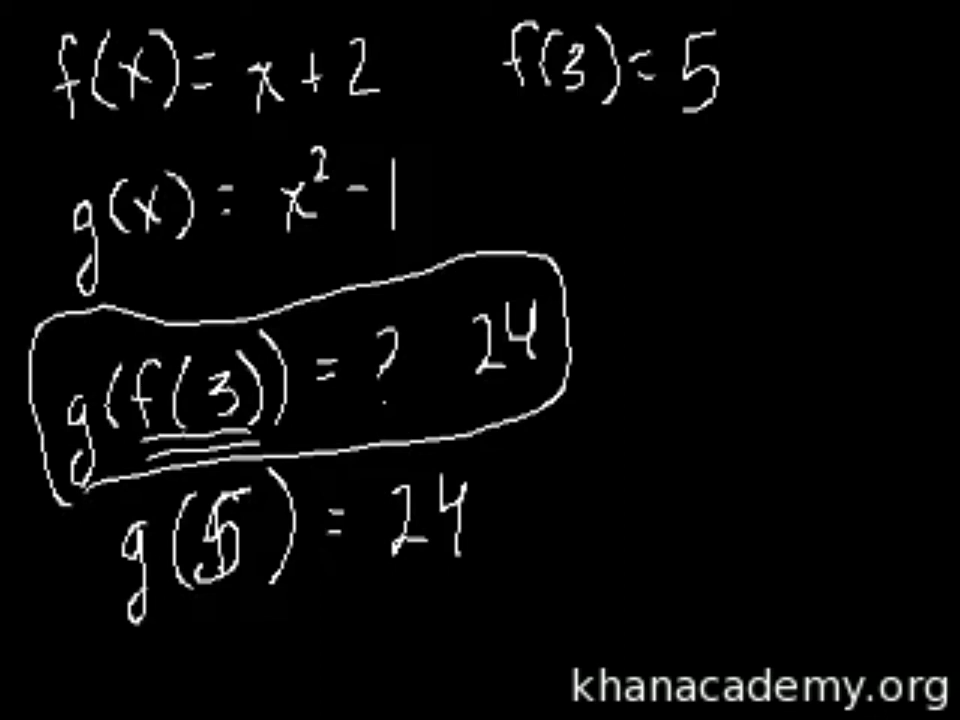 f(x) = x + 2    f(3) = 5
g(x) = x² - 1
g(f(3)) = ?    24
g(5) = 24
khanacademy.org